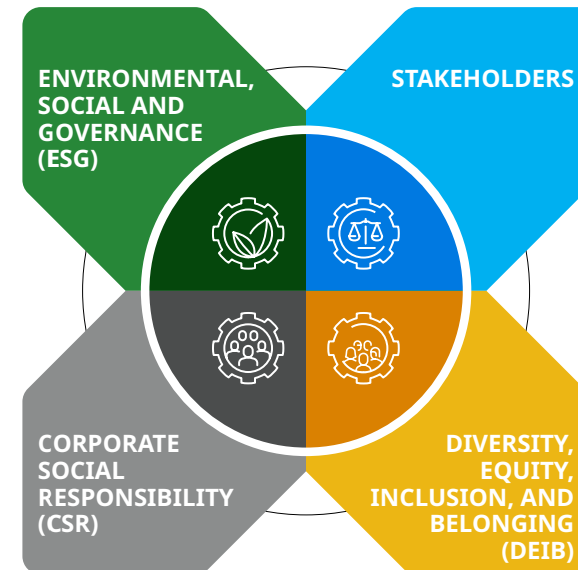 ENVIRONMENTAL,
SOCIAL AND
GOVERNANCE
(ESG)
STAKEHOLDERS
CORPORATE
SOCIAL
RESPONSIBILITY
(CSR)
DIVERSITY,
EQUITY,
INCLUSION, AND
BELONGING
(DEIB)